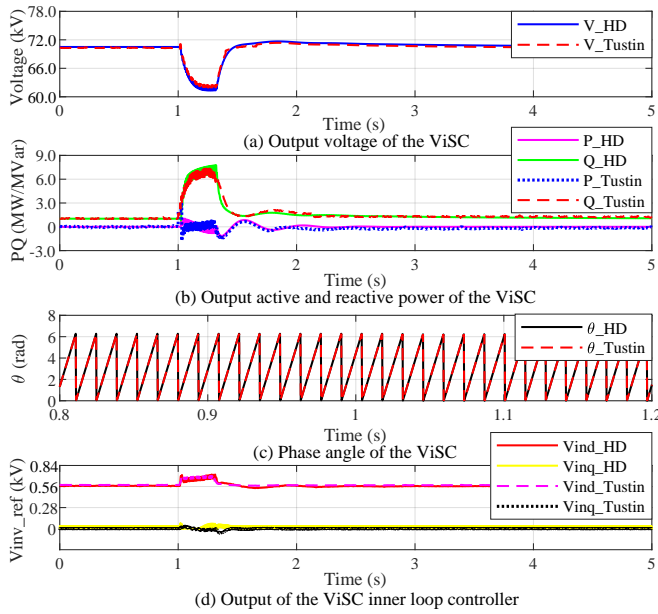 Voltage (kV)
78.0
72.0
66.0
60.0
V_HD
V_Tustin
0 1 2 3 4 5
Time (s)
(a) Output voltage of the ViSC
PQ (MW/MVar)
9.0
6.0
3.0
0
-3.0
P_HD
Q_HD
P_Tustin
Q_Tustin
0 1 2 3 4 5
Time (s)
(b) Output active and reactive power of the ViSC
θ (rad)
8
6
4
2
0
θ_HD
θ_Tustin
0.8 0.9 1 1.1 1.2
Time (s)
(c) Phase angle of the ViSC
Vinv_ref (kV)
0.84
0.56
0.28
0
Vind_HD
Vinq_HD
Vind_Tustin
Vinq_Tustin
0 1 2 3 4 5
Time (s)
(d) Output of the ViSC inner loop controller